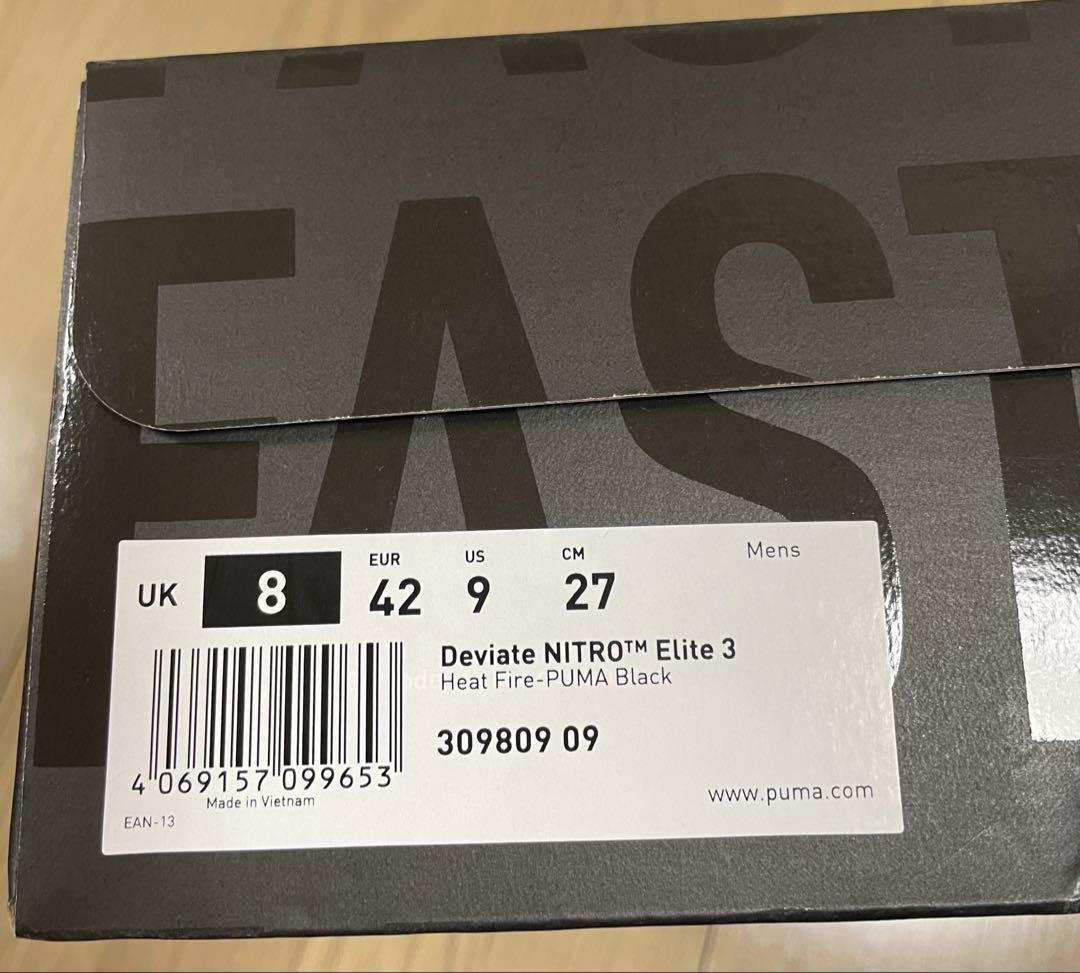 FAST
UK 8 EUR 42 US 9 CM 27 Mens
Deviate NITRO™ Elite 3
Heat Fire-PUMA Black
309809 09
4 069157 099653
Made in Vietnam
EAN-13
www.puma.com